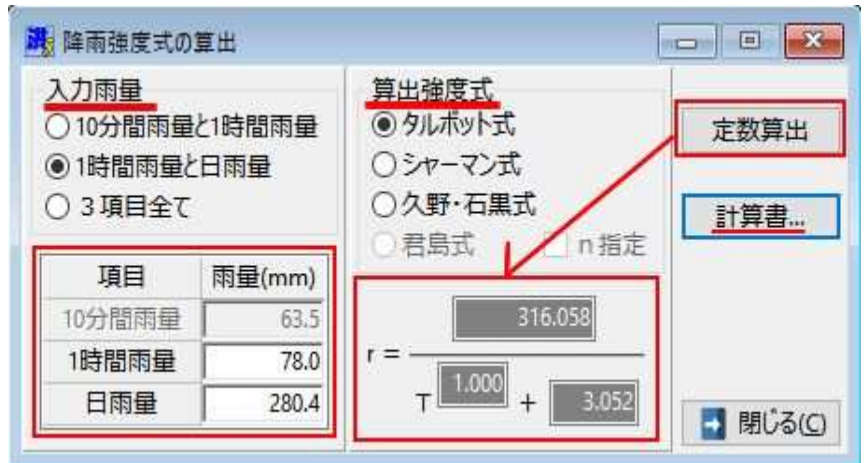 降雨強度式の算出
入力雨量
10分間雨量と1時間雨量
1時間雨量と日雨量
3項目全て
項目 雨量(mm)
10分間雨量 63.5
1時間雨量 78.0
日雨量 280.4
算出強度式
タルボット式
シャーマン式
久野・石黒式
君島式 n指定
316.058
r =
T 1.000 + 3.052
定数算出
計算書...
閉じる(C)